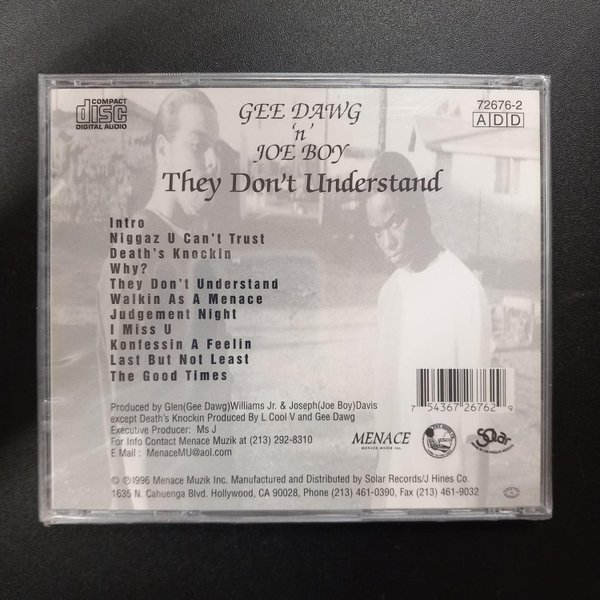 COMPACT
disc
DIGITAL AUDIO
GEE DAWG
'n'
JOE BOY
They Don't Understand
72676-2
ADD
Intro
Niggaz U Can't Trust
Death's Knockin
Why?
They Don't Understand
Walkin As A Menace
Judgement Night
I Miss U
Konfessin A Feelin
Last But Not Least
The Good Times
Produced by Glen(Gee Dawg)Williams Jr. & Joseph(Joe Boy)Davis
except Death's Knockin Produced By L Cool V and Gee Dawg
Executive Producer: Ms J
For Info Contact Menace Muzik at (213) 292-8310
E Mail : MenaceMU@aol.com
7 54367 26762 9
MENACE
MENACE MUZIK Inc.
Solar
© ℗1996 Menace Muzik Inc. Manufactured and Distributed by Solar Records/J Hines Co.
1635 N. Cahuenga Blvd. Hollywood, CA 90028, Phone (213) 461-0390, Fax (213) 461-9032